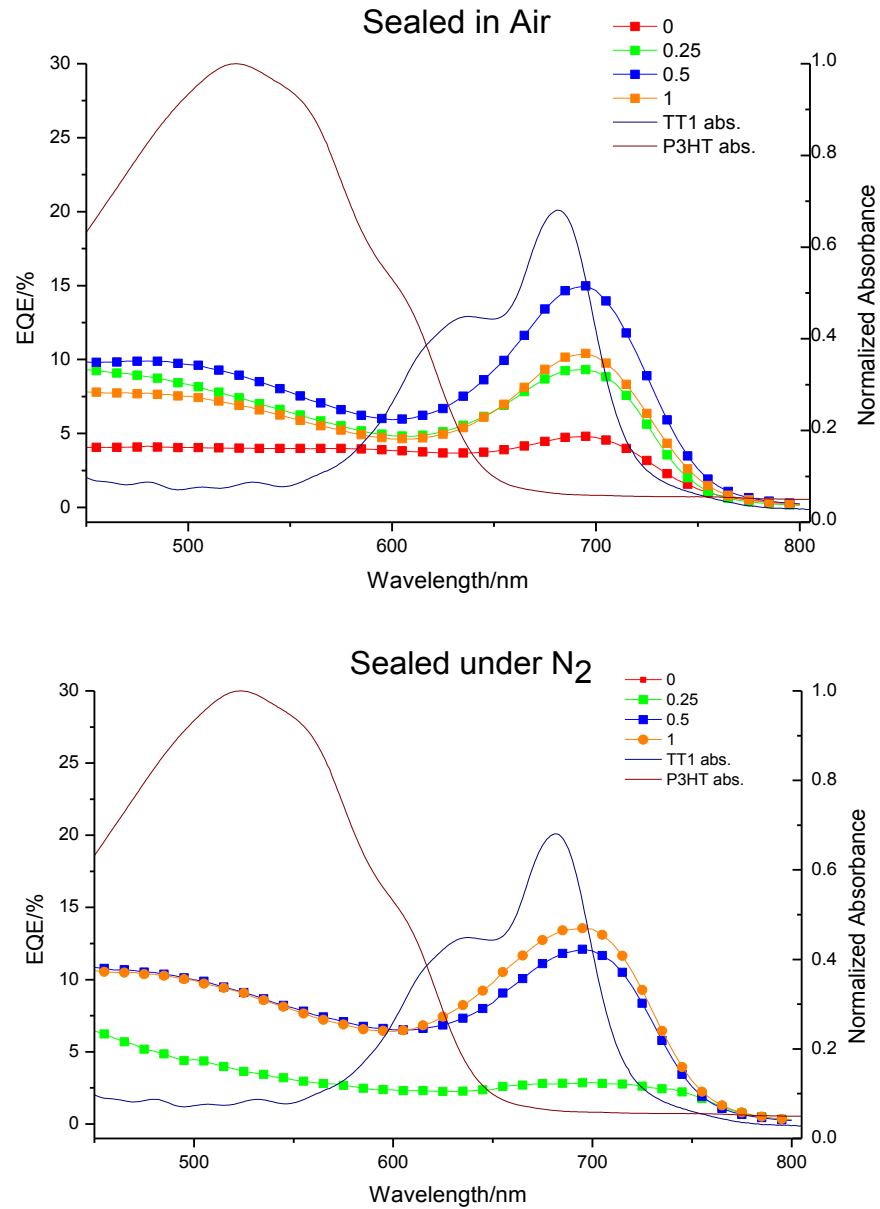 Sealed in Air
0
0.25
0.5
1
TT1 abs.
P3HT abs.
30
25
20
15
10
5
0
EQE/%
1.0
0.8
0.6
0.4
0.2
0.0
Normalized Absorbance
500 600 700 800
Wavelength/nm
Sealed under N2
0
0.25
0.5
1
TT1 abs.
P3HT abs.
30
25
20
15
10
5
0
EQE/%
1.0
0.8
0.6
0.4
0.2
0.0
Normalized Absorbance
500 600 700 800
Wavelength/nm